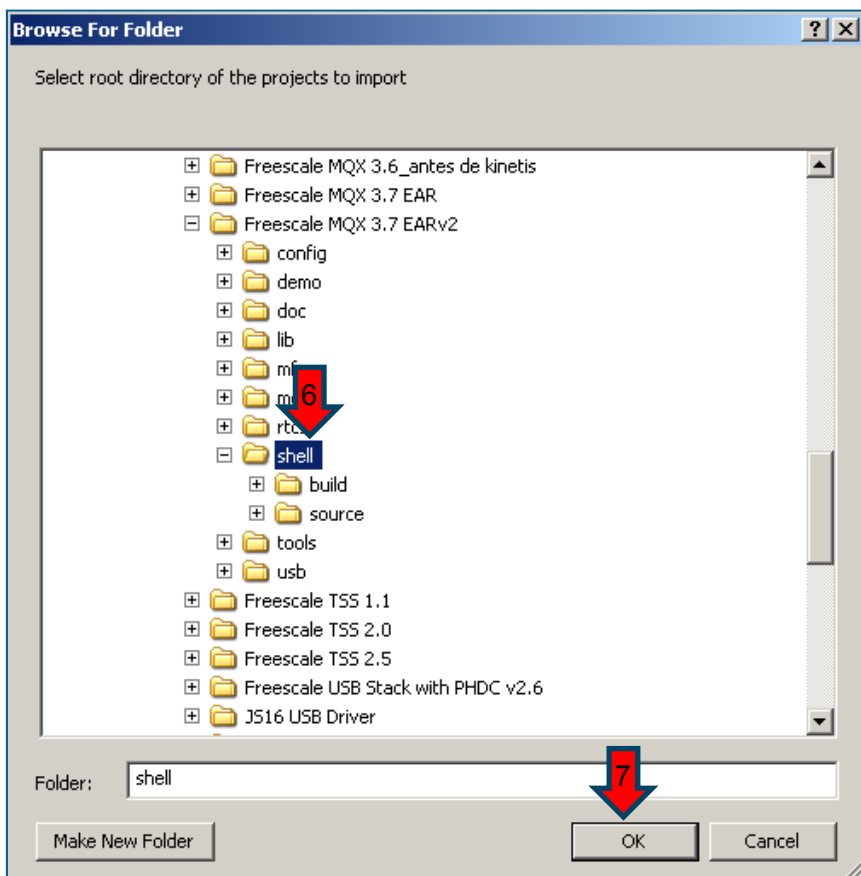 Browse For Folder
Select root directory of the projects to import
Freescale MQX 3.6_antes de kinetis
Freescale MQX 3.7 EAR
Freescale MQX 3.7 EARv2
config
demo
doc
lib
6
shell
build
source
tools
usb
Freescale TSS 1.1
Freescale TSS 2.0
Freescale TSS 2.5
Freescale USB Stack with PHDC v2.6
JS16 USB Driver
Folder: shell
7
Make New Folder OK Cancel